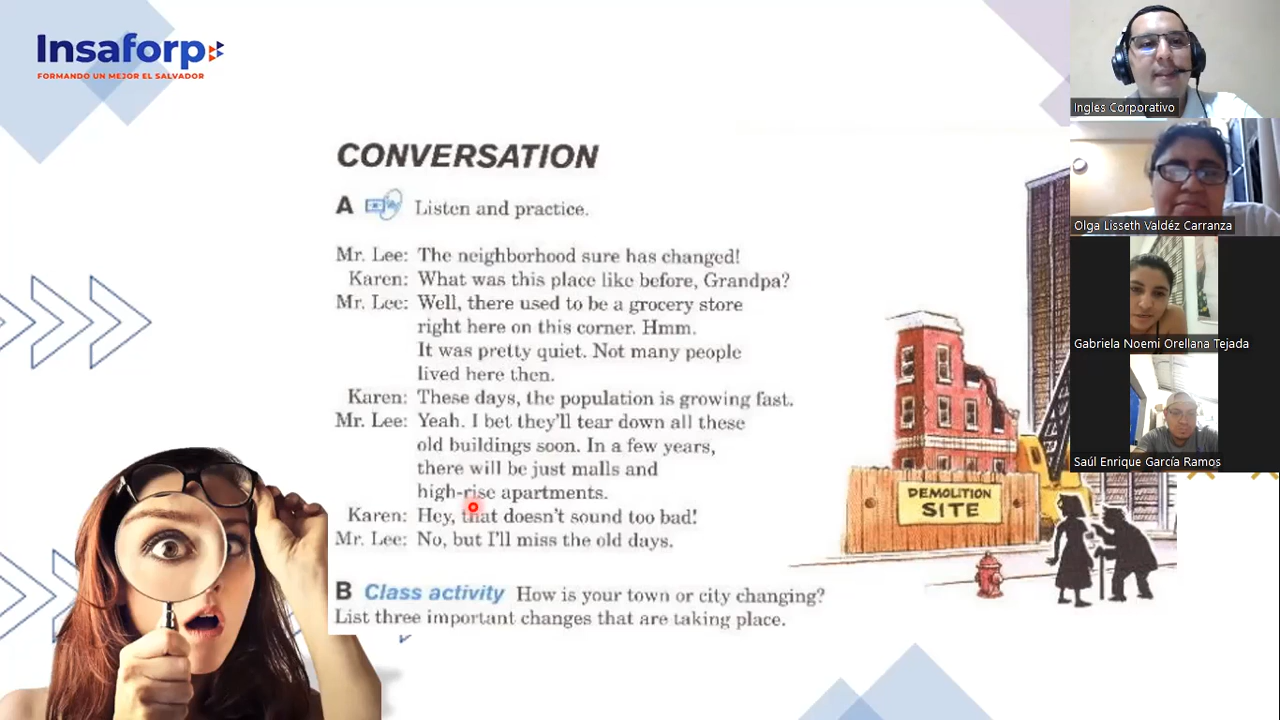 Insaforp
FORMANDO UN MEJOR EL SALVADOR
CONVERSATION
A Listen and practice.
Mr. Lee: The neighborhood sure has changed!
Karen: What was this place like before, Grandpa?
Mr. Lee: Well, there used to be a grocery store
right here on this corner. Hmm.
It was pretty quiet. Not many people
lived here then.
Karen: These days, the population is growing fast.
Mr. Lee: Yeah. I bet they'll tear down all these
old buildings soon. In a few years,
there will be just malls and
high-rise apartments.
Karen: Hey, that doesn't sound too bad!
Mr. Lee: No, but I'll miss the old days.
B Class activity How is your town or city changing?
List three important changes that are taking place.
DEMOLITION
SITE
Ingles Corporativo
Olga Lisseth Valdéz Carranza
Gabriela Noemi Orellana Tejada
Saúl Enrique García Ramos